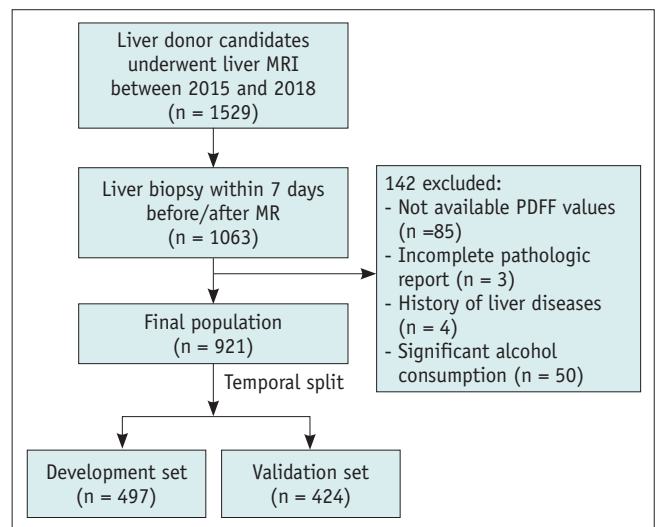 Liver donor candidates
underwent liver MRI
between 2015 and 2018
(n = 1529)
Liver biopsy within 7 days
before/after MR
(n = 1063)
142 excluded:
- Not available PDFF values
(n =85)
- Incomplete pathologic
report (n = 3)
- History of liver diseases
(n = 4)
- Significant alcohol
consumption (n = 50)
Final population
(n = 921)
Temporal split
Development set
(n = 497)
Validation set
(n = 424)